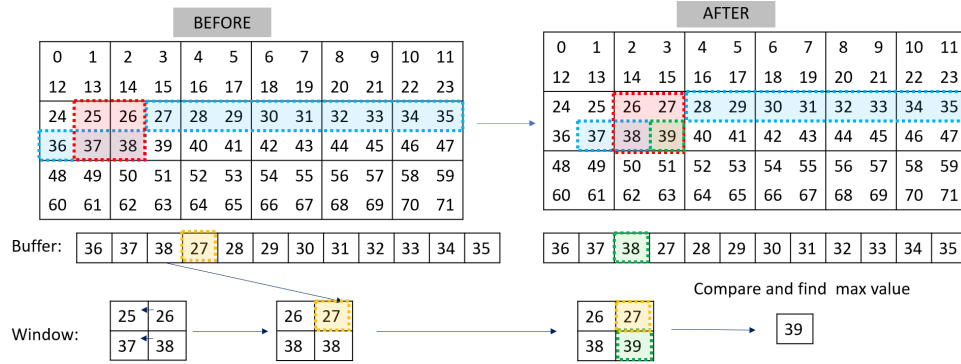 BEFORE
0 1 2 3 4 5 6 7 8 9 10 11
12 13 14 15 16 17 18 19 20 21 22 23
24 25 26 27 28 29 30 31 32 33 34 35
36 37 38 39 40 41 42 43 44 45 46 47
48 49 50 51 52 53 54 55 56 57 58 59
60 61 62 63 64 65 66 67 68 69 70 71
AFTER
0 1 2 3 4 5 6 7 8 9 10 11
12 13 14 15 16 17 18 19 20 21 22 23
24 25 26 27 28 29 30 31 32 33 34 35
36 37 38 39 40 41 42 43 44 45 46 47
48 49 50 51 52 53 54 55 56 57 58 59
60 61 62 63 64 65 66 67 68 69 70 71
Buffer: 36 37 38 27 28 29 30 31 32 33 34 35
36 37 38 27 28 29 30 31 32 33 34 35
Compare and find max value
Window:
25 26
37 38
26 27
38 38
26 27
38 39
39